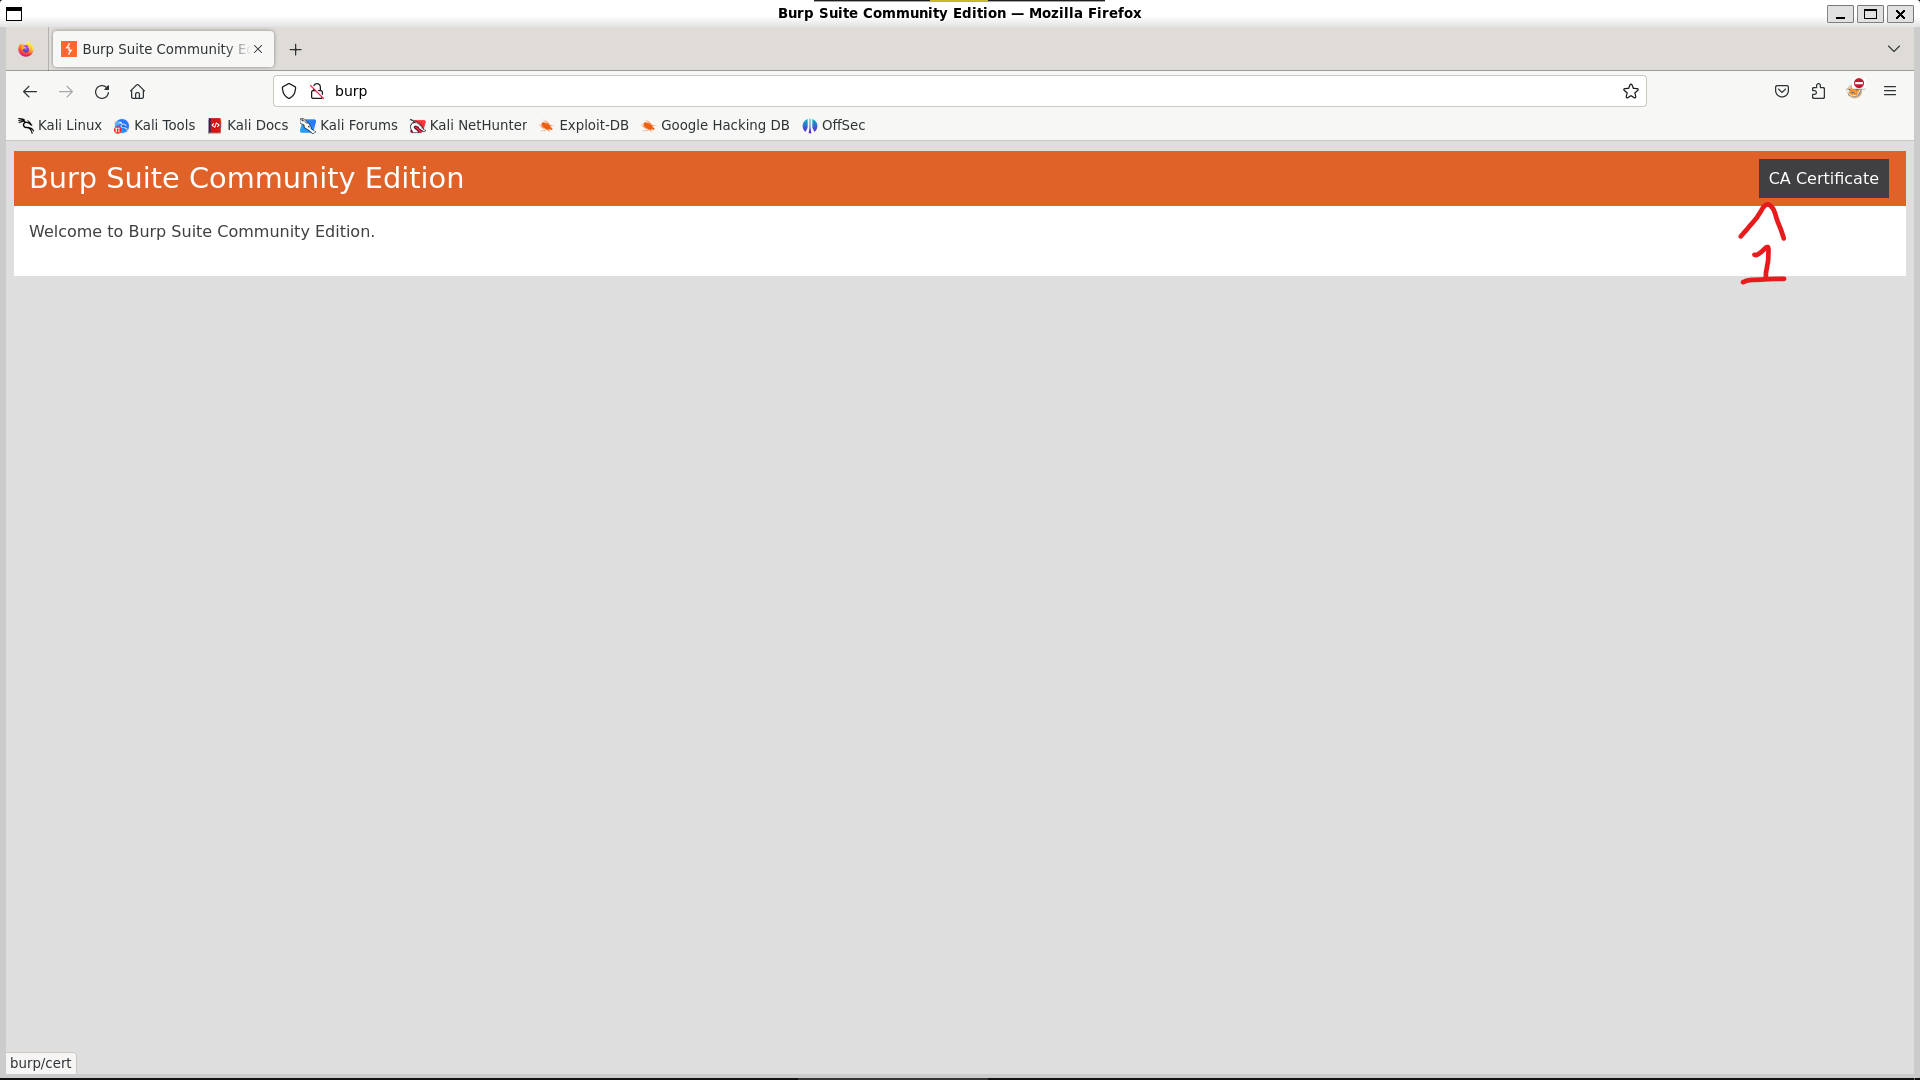 Burp Suite Community Edition — Mozilla Firefox
Burp Suite Community E
burp
Kali Linux Kali Tools Kali Docs Kali Forums Kali NetHunter Exploit-DB Google Hacking DB OffSec
Burp Suite Community Edition CA Certificate
Welcome to Burp Suite Community Edition.
1
burp/cert